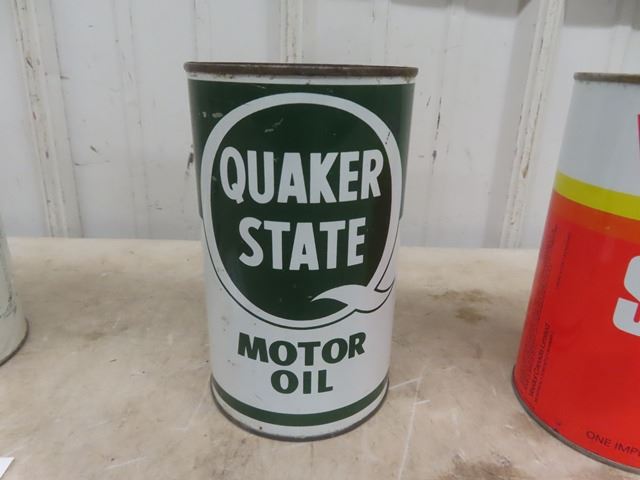 QUAKER
STATE
MOTOR
OIL
S
ONE IMP